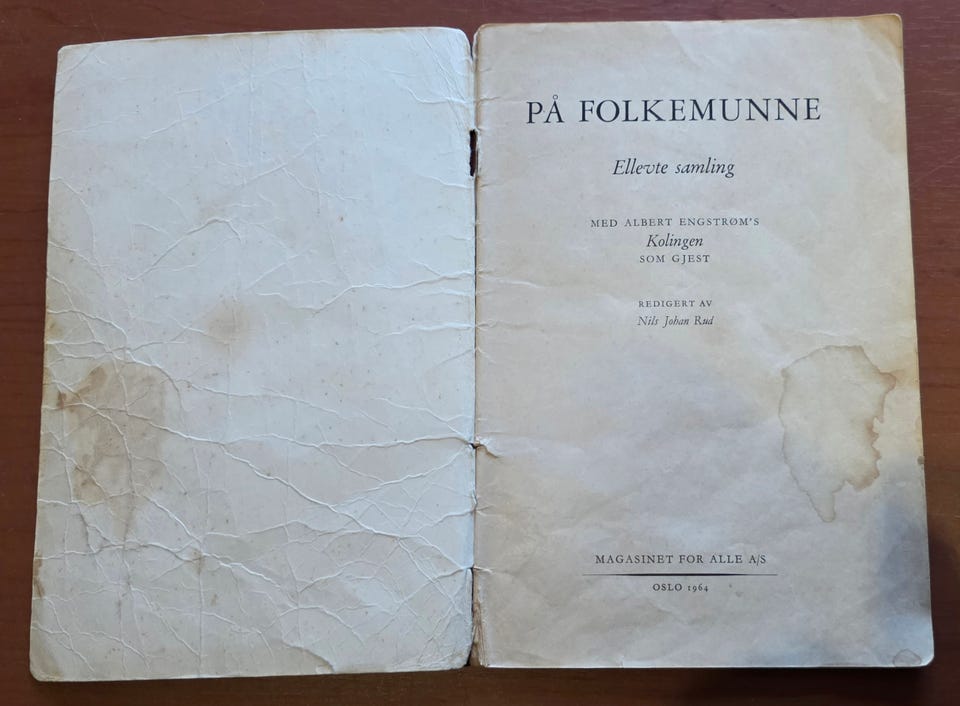 PÅ FOLKEMUNNE
Ellevte samling
MED ALBERT ENGSTRØM'S
Kolingen
SOM GJEST
REDIGERT AV
Nils Johan Rud
MAGASINET FOR ALLE A/S
OSLO 1964